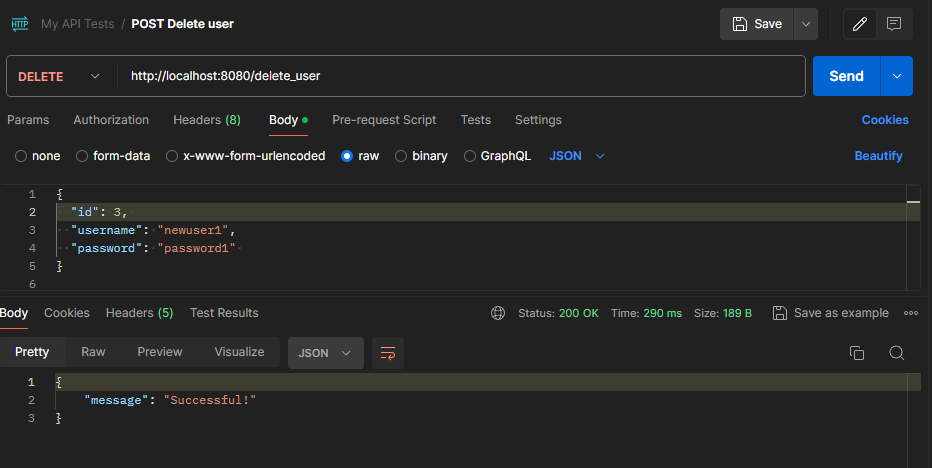 HTTP My API Tests / POST Delete user Save
DELETE http://localhost:8080/delete_user Send
Params Authorization Headers (8) Body Pre-request Script Tests Settings Cookies
none form-data x-www-form-urlencoded raw binary GraphQL JSON Beautify
1 {
2 "id": 3,
3 "username": "newuser1",
4 "password": "password1"
5 }
6
Body Cookies Headers (5) Test Results Status: 200 OK Time: 290 ms Size: 189 B Save as example
Pretty Raw Preview Visualize JSON
1 {
2 "message": "Successful!"
3 }